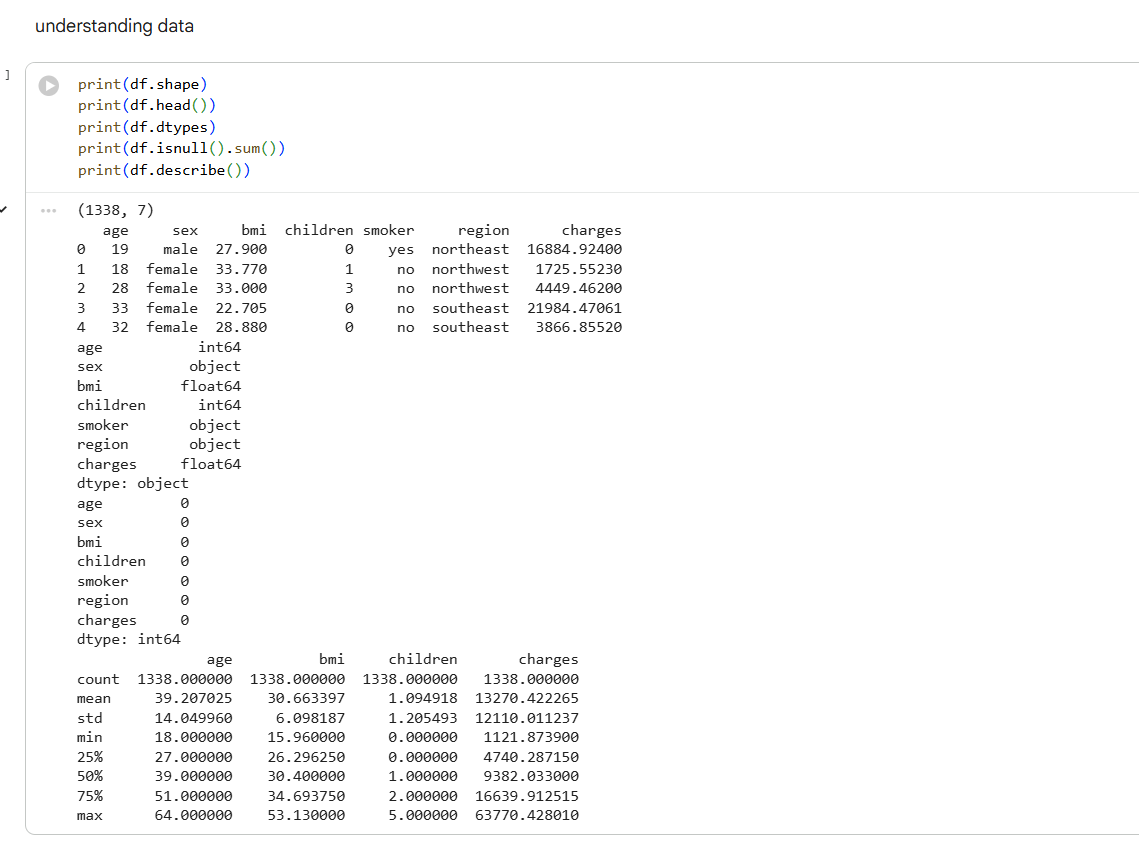 understanding data
]
print(df.shape)
print(df.head())
print(df.dtypes)
print(df.isnull().sum())
print(df.describe())
(1338, 7)
   age     sex     bmi  children smoker     region      charges
0   19    male  27.900         0    yes  northeast  16884.92400
1   18  female  33.770         1     no  northwest   1725.55230
2   28  female  33.000         3     no  northwest   4449.46200
3   33  female  22.705         0     no  southeast  21984.47061
4   32  female  28.880         0     no  southeast   3866.85520
age           int64
sex          object
bmi         float64
children      int64
smoker       object
region       object
charges     float64
dtype: object
age         0
sex         0
bmi         0
children    0
smoker      0
region      0
charges     0
dtype: int64
               age          bmi     children       charges
count  1338.000000  1338.000000  1338.000000   1338.000000
mean     39.207025    30.663397     1.094918  13270.422265
std      14.049960     6.098187     1.205493  12110.011237
min      18.000000    15.960000     0.000000   1121.873900
25%      27.000000    26.296250     0.000000   4740.287150
50%      39.000000    30.400000     1.000000   9382.033000
75%      51.000000    34.693750     2.000000  16639.912515
max      64.000000    53.130000     5.000000  63770.428010